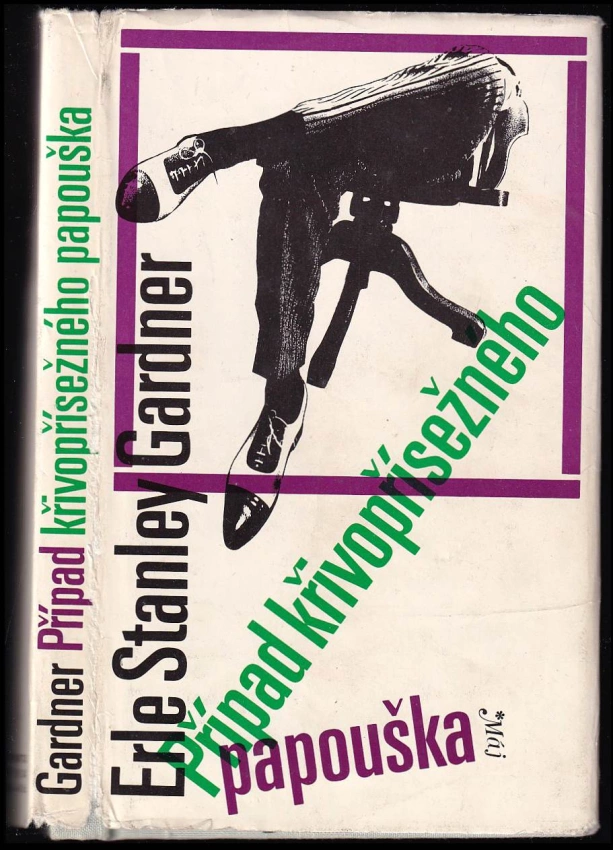 Gardner Případ křivopřísežného papouška
Erle Stanley Gardner
Případ křivopřísežného
papouška
*Máj